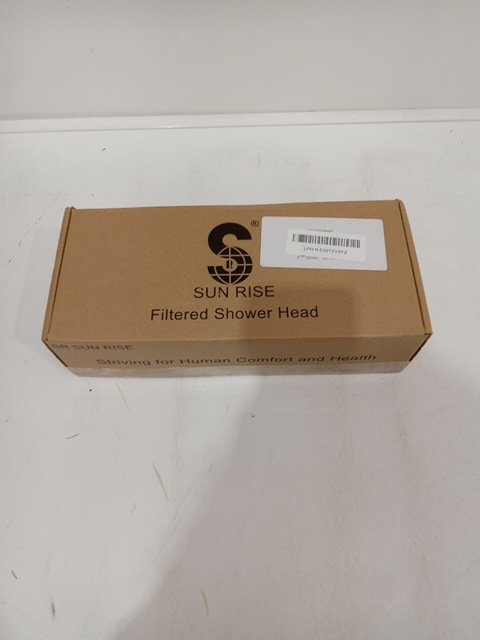 ®
SUN RISE
Filtered Shower Head
SR SUN RISE
Striving for Human Comfort and Health